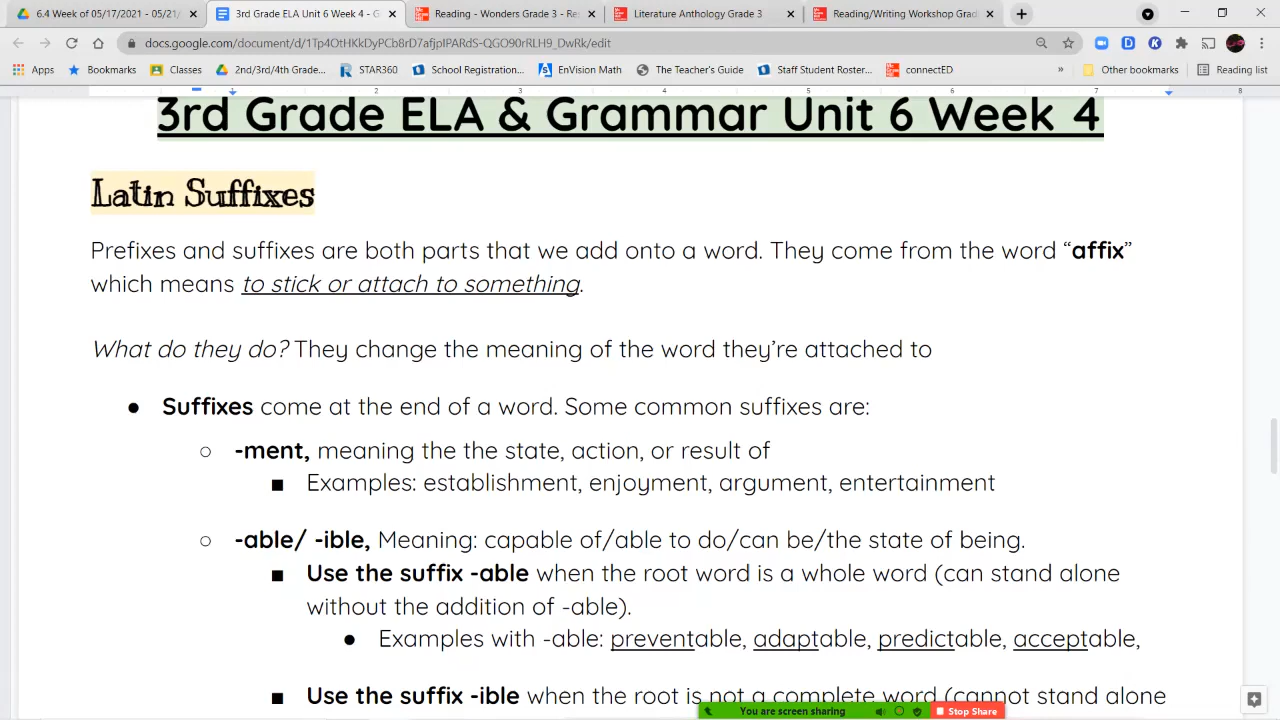 6.4 Week of 05/17/2021 - 05/21/
3rd Grade ELA Unit 6 Week 4 - G
Reading - Wonders Grade 3 - Re
Literature Anthology Grade 3
Reading/Writing Workshop Grad
docs.google.com/document/d/1Tp4OtHKkDyPCb8rD7afjpIPARdS-QGO90rRLH9_DwRk/edit
Apps
Bookmarks
Class
2nd/3rd/4th Grade...
STAR360
School Registration...
EnVision Math
The Teacher's Guide
Staff Student Roster...
connectED
»
Other bookmarks
Reading list
1 2 3 4 5 6 7 8
3rd Grade ELA & Grammar Unit 6 Week 4
Latin Suffixes
Prefixes and suffixes are both parts that we add onto a word. They come from the word “affix”
which means to stick or attach to something.
What do they do? They change the meaning of the word they’re attached to
● Suffixes come at the end of a word. Some common suffixes are:
○ -ment, meaning the the state, action, or result of
■ Examples: establishment, enjoyment, argument, entertainment
○ -able/ -ible, Meaning: capable of/able to do/can be/the state of being.
■ Use the suffix -able when the root word is a whole word (can stand alone
without the addition of -able).
● Examples with -able: preventable, adaptable, predictable, acceptable,
■ Use the suffix -ible when the root is not a complete word (cannot stand alone
You are screen sharing
Stop Share